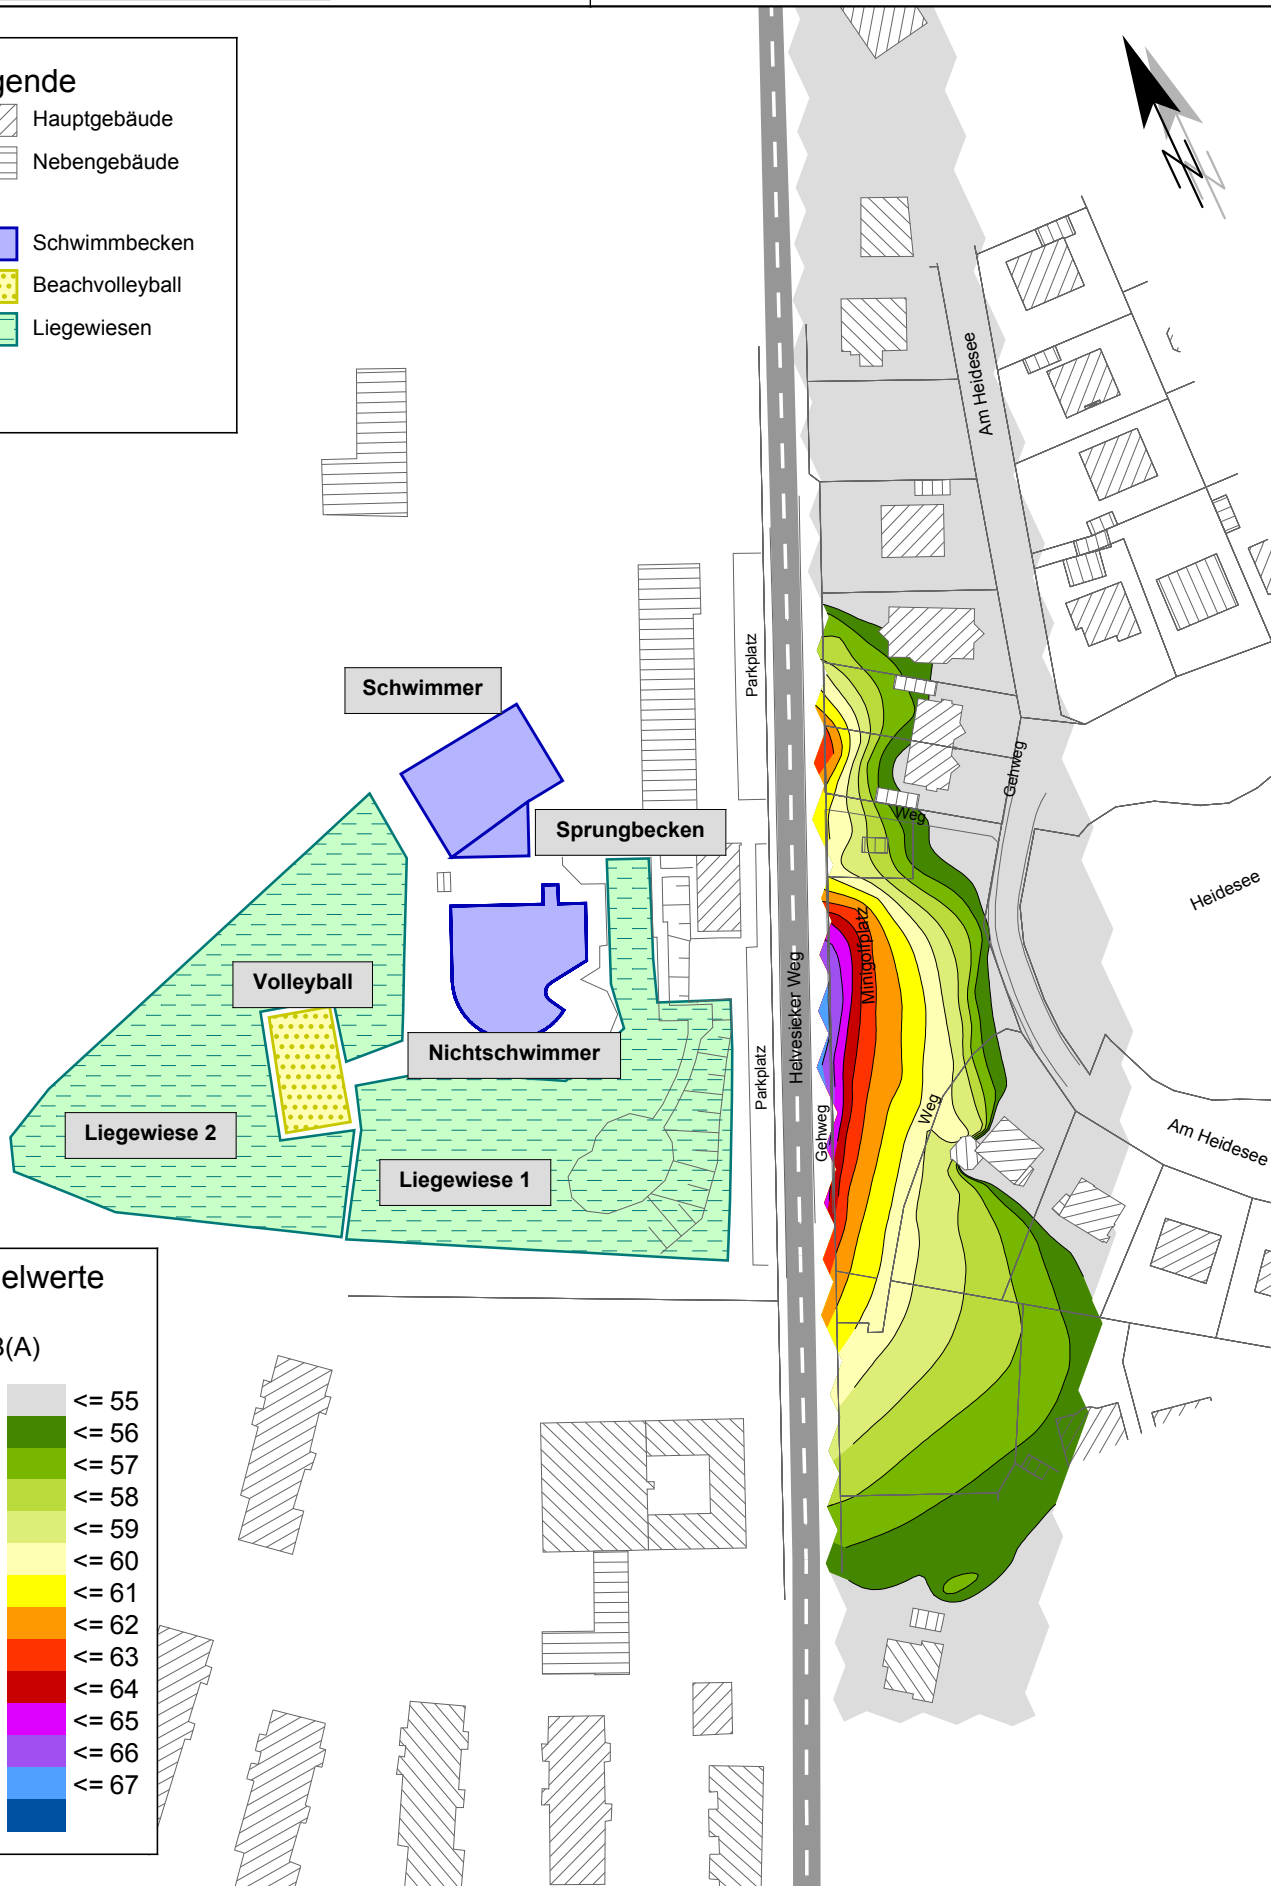 gende
Hauptgebäude
Nebengebäude
Schwimmbecken
Beachvolleyball
Liegewiesen
Am Heidesee
Parkplatz
Schwimmer
Gehweg
Sprungbecken
Weg
Heidesee
Minigolfplatz
Volleyball
Helvesieker Weg
Nichtschwimmer
Parkplatz
Weg
Gehweg
Liegewiese 2
Am Heidesee
Liegewiese 1
elwerte
B(A)
<= 55
<= 56
<= 57
<= 58
<= 59
<= 60
<= 61
<= 62
<= 63
<= 64
<= 65
<= 66
<= 67